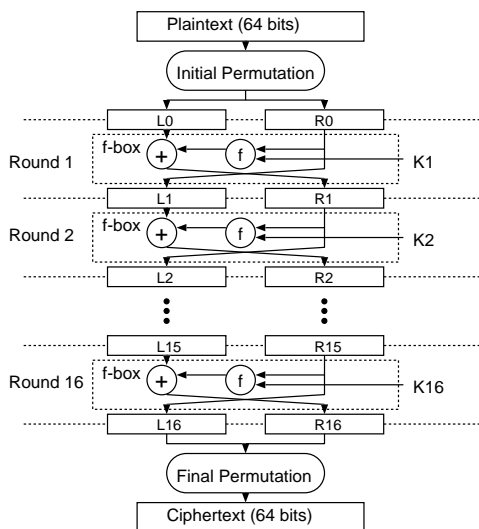 Plaintext (64 bits)
Initial Permutation
L0 R0
f-box
Round 1 + f K1
L1 R1
f-box
Round 2 + f K2
L2 R2
L15 R15
f-box
Round 16 + f K16
L16 R16
Final Permutation
Ciphertext (64 bits)